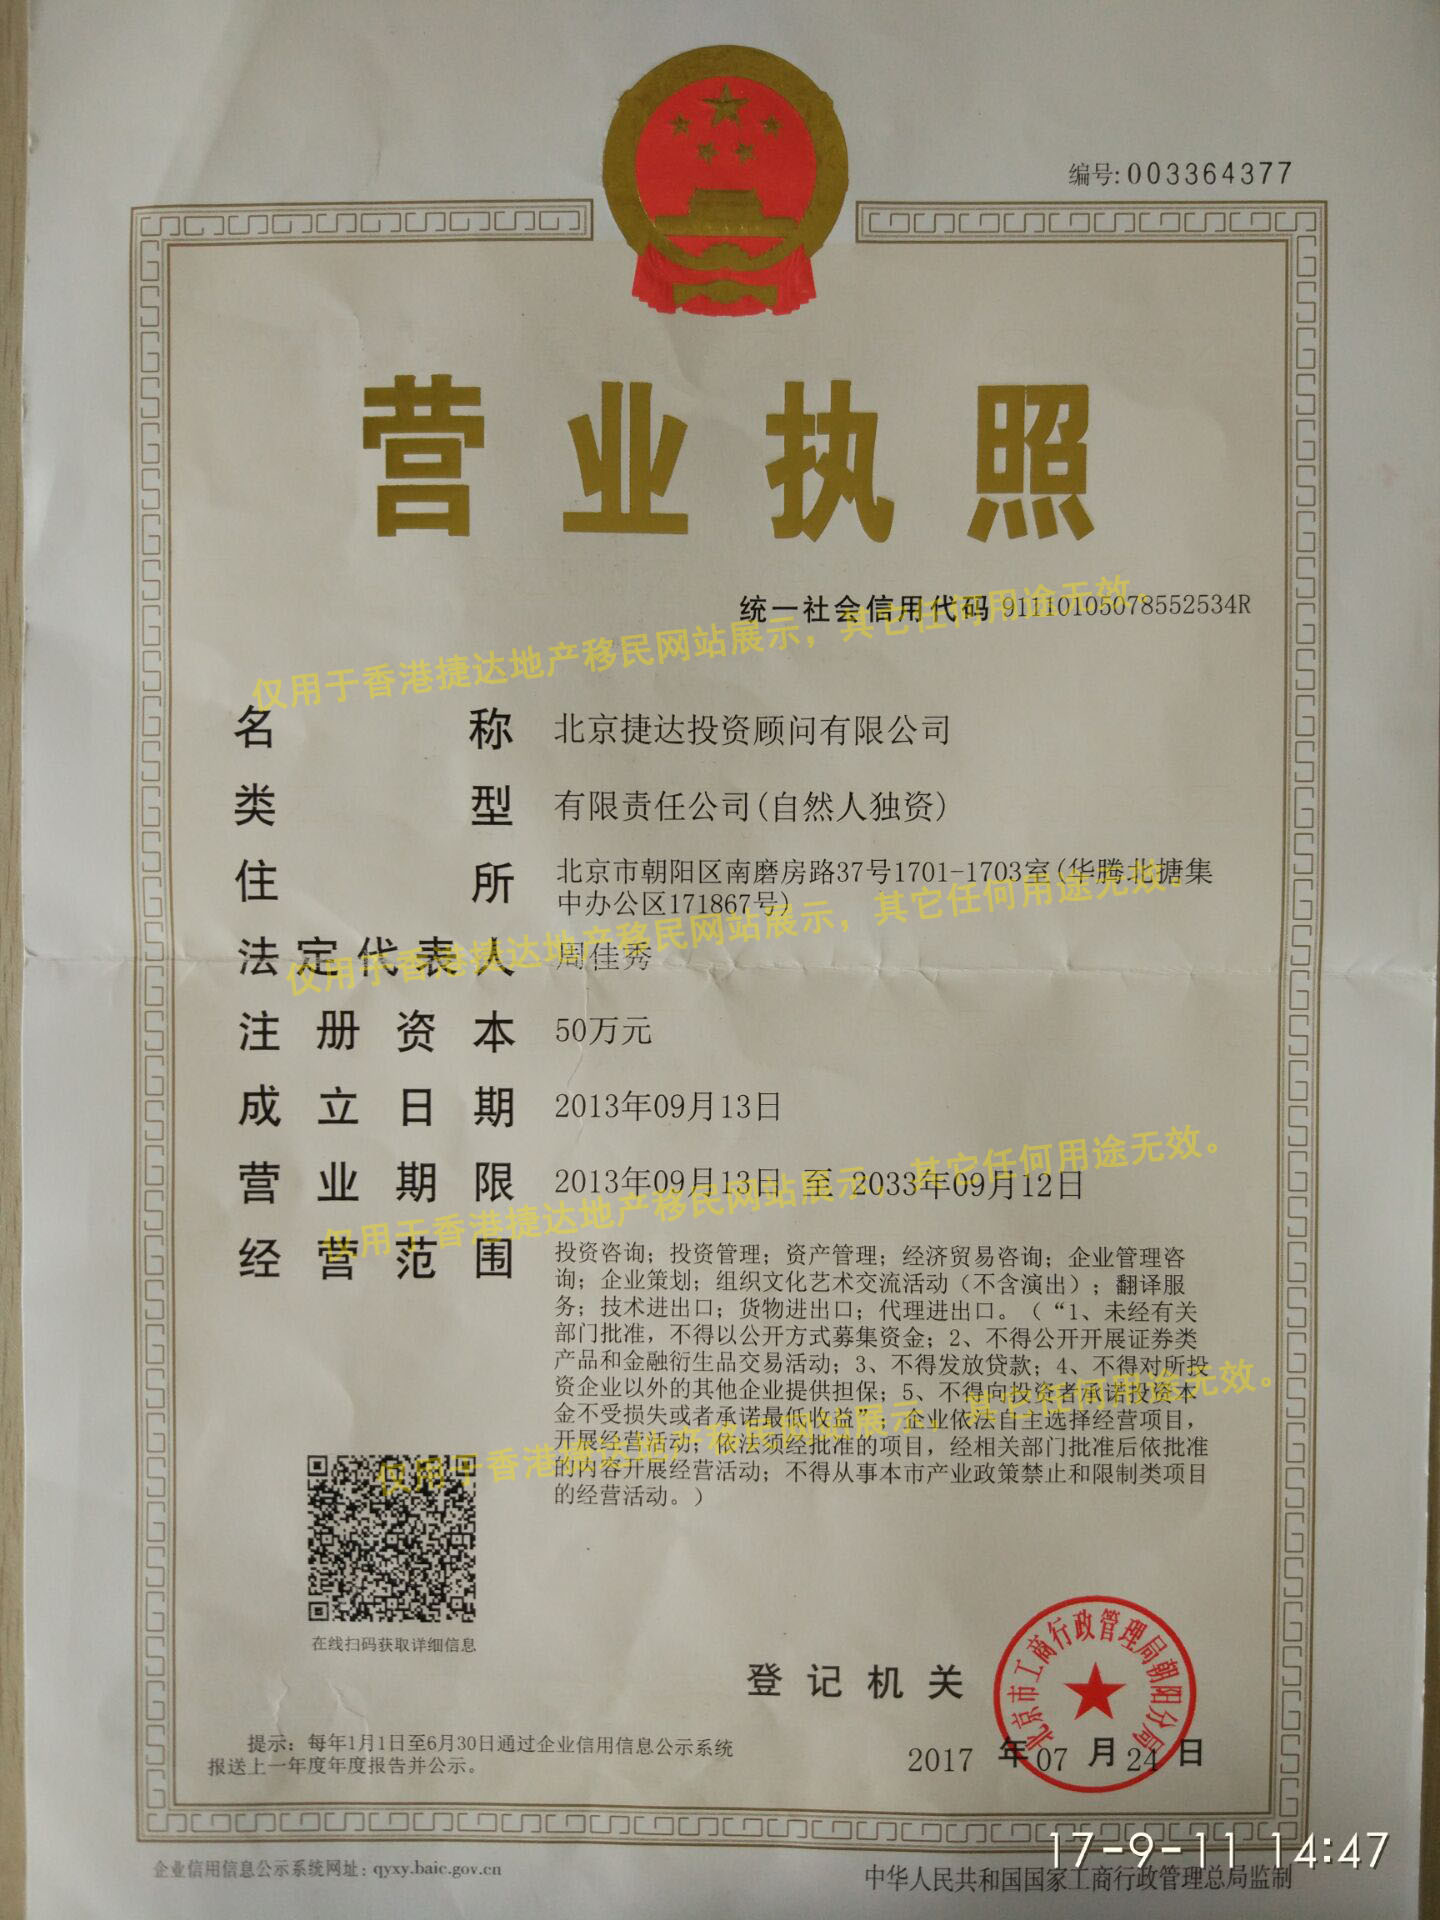 编号:003364377
营业执照
统一社会信用代码 91110105078552534R
仅用于香港捷达地产移民网站展示，其它任何用途无效。
名称 北京捷达投资顾问有限公司
类型 有限责任公司(自然人独资)
住所 北京市朝阳区南磨房路37号1701-1703室(华腾北搪集
中办公区171867号)
仅用于香港捷达地产移民网站展示，其它任何用途无效。
法定代表人 周佳秀
注册资本 50万元
成立日期 2013年09月13日
仅用于香港捷达地产移民网站展示，其它任何用途无效。
营业期限 2013年09月13日 至 2033年09月12日
经营范围 投资咨询；投资管理；资产管理；经济贸易咨询；企业管理咨
询；企业策划；组织文化艺术交流活动（不含演出）；翻译服
务；技术进出口；货物进出口；代理进出口。（“1、未经有关
部门批准，不得以公开方式募集资金；2、不得公开开展证券类
产品和金融衍生品交易活动；3、不得发放贷款；4、不得对所投
资企业以外的其他企业提供担保；5、不得向投资者承诺投资本
金不受损失或者承诺最低收益”；企业依法自主选择经营项目，
开展经营活动；依法须经批准的项目，经相关部门批准后依批准
的内容开展经营活动；不得从事本市产业政策禁止和限制类项目
的经营活动。）
仅用于香港捷达地产移民网站展示，其它任何用途无效。
在线扫码获取详细信息
登记机关
北京市工商行政管理局朝阳分局
2017 年 07 月 24 日
提示：每年1月1日至6月30日通过企业信用信息公示系统
报送上一年度年度报告并公示。
17-9-11 14:47
企业信用信息公示系统网址：qyxy.baic.gov.cn
中华人民共和国国家工商行政管理总局监制